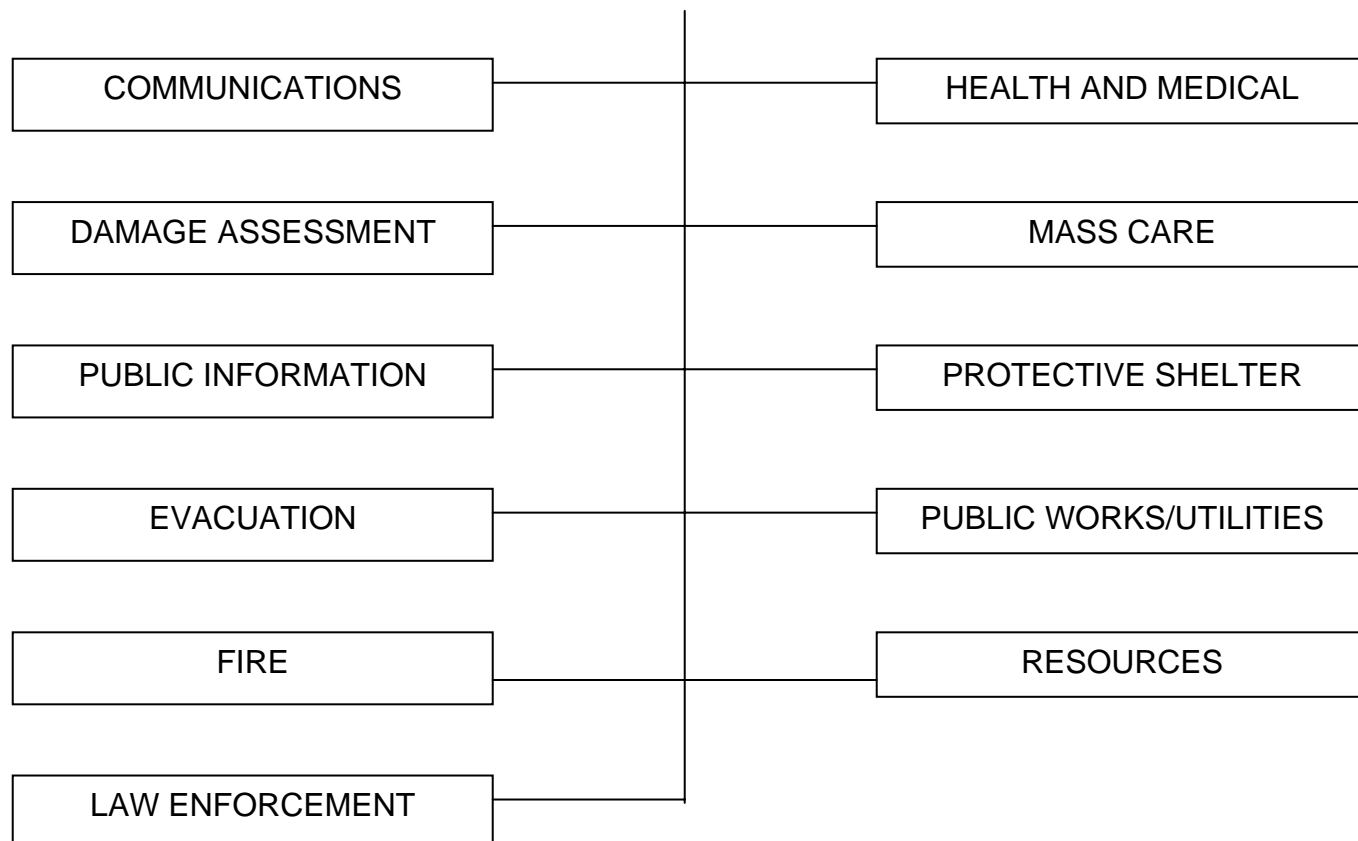 COMMUNICATIONS
HEALTH AND MEDICAL
DAMAGE ASSESSMENT
MASS CARE
PUBLIC INFORMATION
PROTECTIVE SHELTER
EVACUATION
PUBLIC WORKS/UTILITIES
FIRE
RESOURCES
LAW ENFORCEMENT